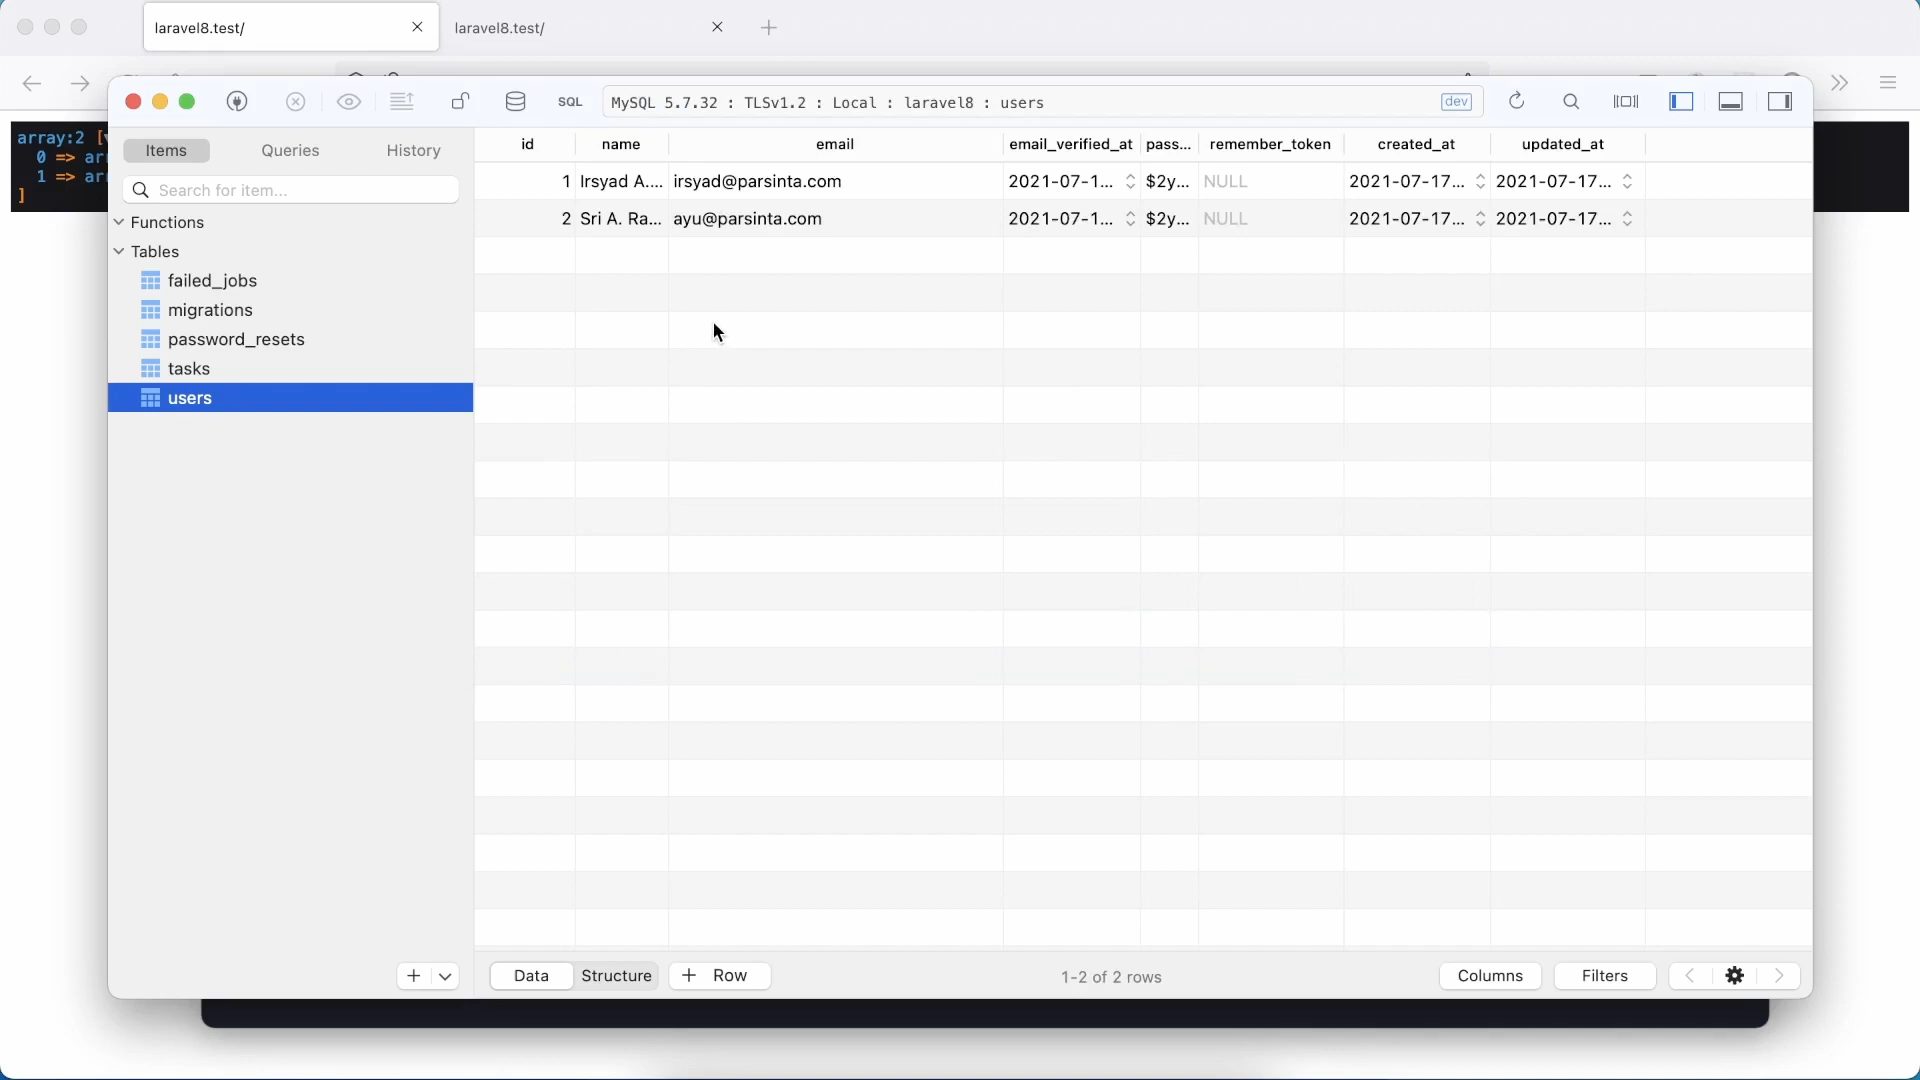 laravel8.test/
laravel8.test/
array:2 [
0 => arr
1 => arr
]
SQL
MySQL 5.7.32 : TLSv1.2 : Local : laravel8 : users
dev
Items
Queries
History
Search for item...
Functions
Tables
failed_jobs
migrations
password_resets
tasks
users
id name email email_verified_at pass... remember_token created_at updated_at
1 Irsyad A.... irsyad@parsinta.com 2021-07-1... $2y... NULL 2021-07-17... 2021-07-17...
2 Sri A. Ra... ayu@parsinta.com 2021-07-1... $2y... NULL 2021-07-17... 2021-07-17...
Data
Structure
+ Row
1-2 of 2 rows
Columns
Filters